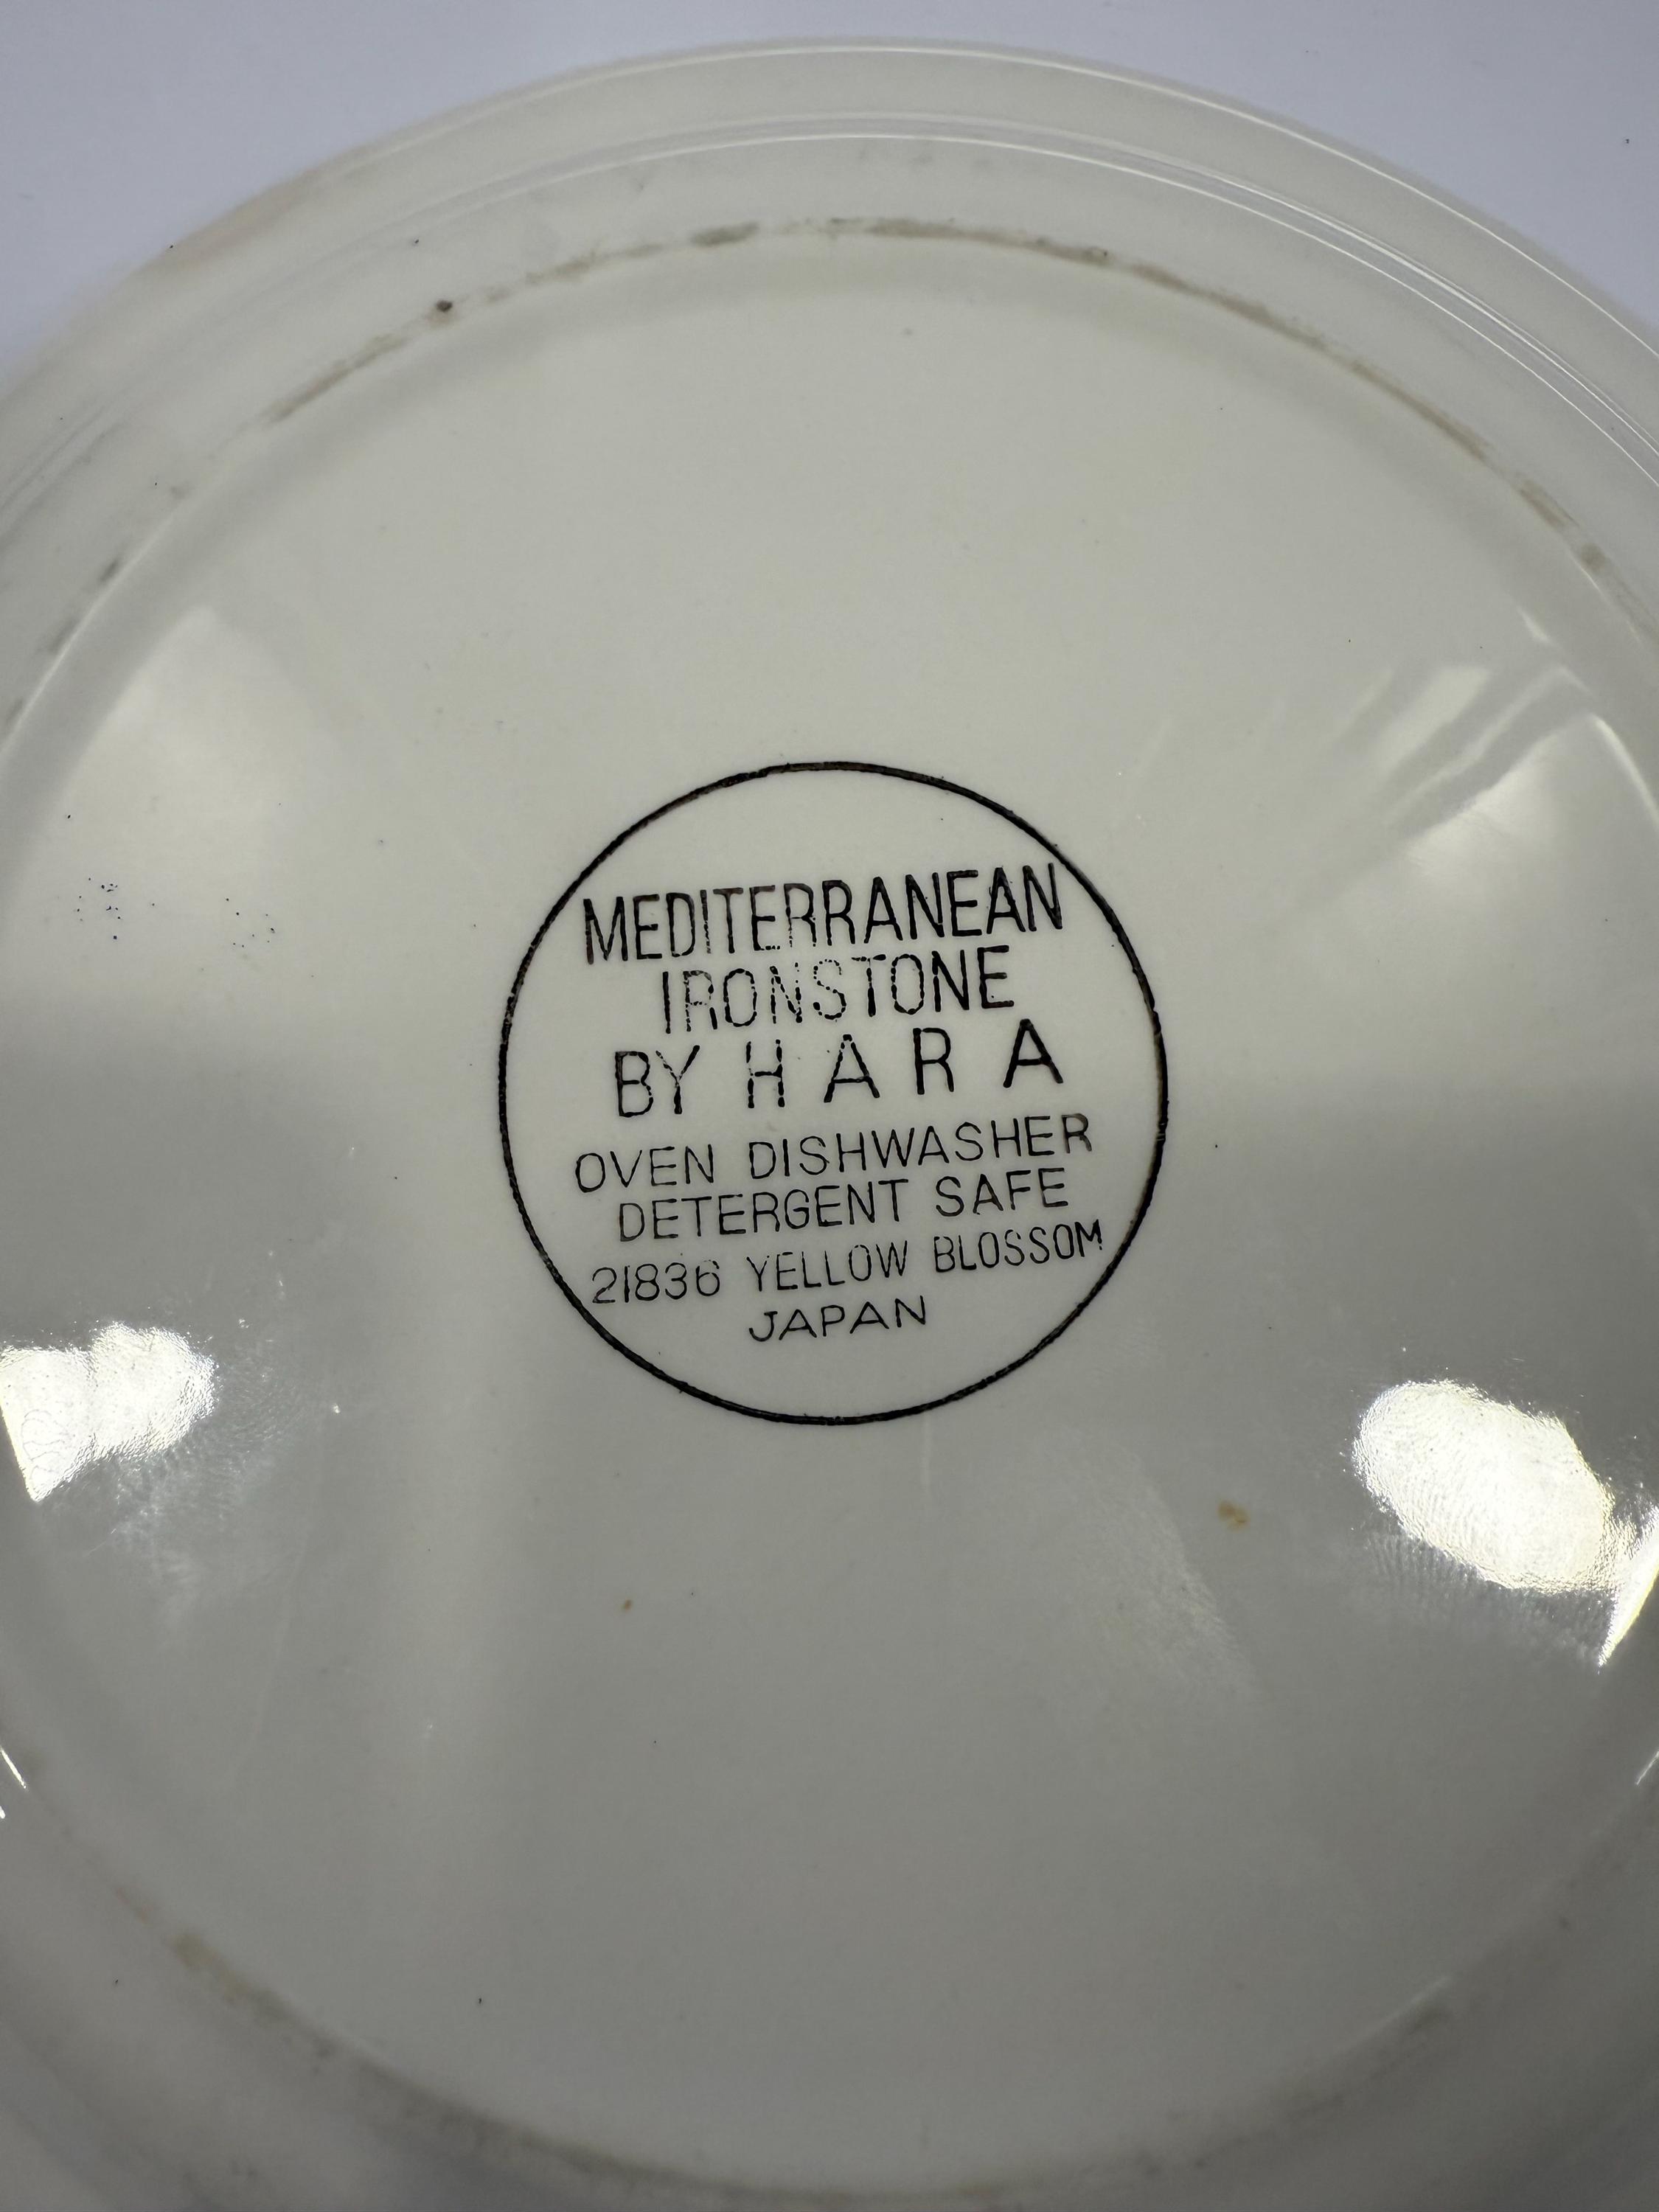 MEDITERRANEAN
IRONSTONE
BY HARA
OVEN DISHWASHER
DETERGENT SAFE
21836 YELLOW BLOSSOM
JAPAN